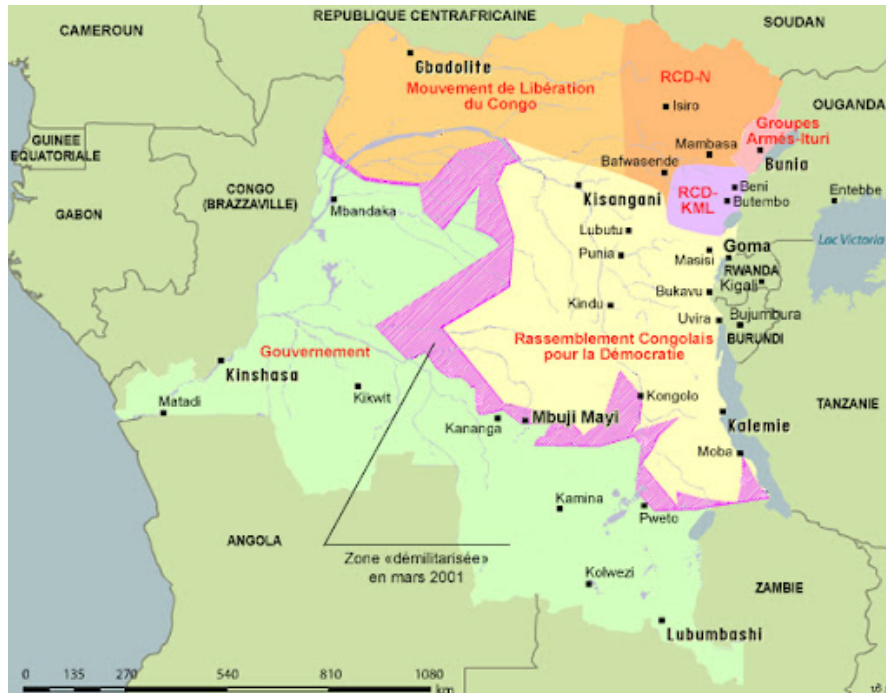 REPUBLIQUE CENTRAFRICAINE
SOUDAN
CAMEROUN
Gbadolite
Mouvement de Libération
du Congo
RCD-N
Isiro
OUGANDA
Groupes
Armés-Ituri
GUINEE
EQUATORIALE
Mambasa
Bunia
Bafwasende
CONGO
(BRAZZAVILLE)
Kisangani
RCD-
KML
Beni
Butembo
Entebbe
Mbandaka
GABON
Lubutu
Lac Victoria
Punia
Masisi
Goma
RWANDA
Kigali
Bukavu
Kindu
Uvira
Bujumbura
BURUNDI
Rassemblement Congolais
pour la Démocratie
Gouvernement
Kinshasa
Kikwit
Matadi
Kongolo
TANZANIE
Kananga
Mbuji Mayi
Kalemie
Moba
Kamina
Pweto
ANGOLA
Zone «démilitarisée»
en mars 2001
Kolwezi
ZAMBIE
Lubumbashi
0 135 270 540 810 1080
km